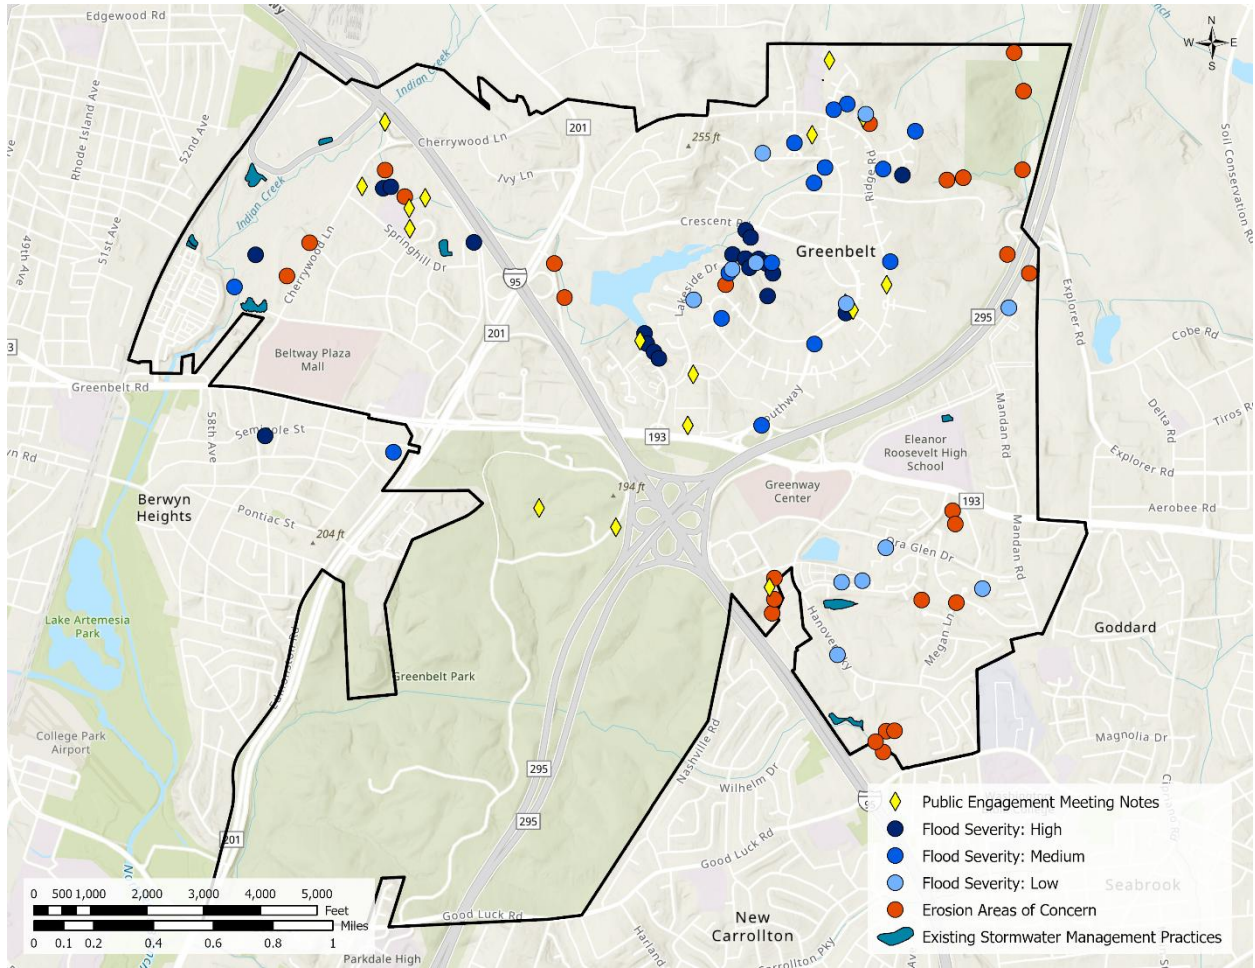 Edgewood Rd
Indian Creek
N
W E
S
Rhode Island Ave
52nd Ave
Cherrywood Ln
201
255 ft
Ivy Ln
Ridge Rd
Soil Conservation Rd
Indian Creek
49th Ave
51st Ave
Crescent Rd
Greenbelt
Springhill Dr
Cherrywood Ln
95
Lakeside Dr
295
Explorer Rd
Cobe Rd
201
Beltway Plaza
Mall
Greenbelt Rd
58th Ave
193
Mandan Rd
Delta Rd
Eleanor
Roosevelt High
School
Explorer Rd
194 ft
Greenway
Center
193
Aerobee Rd
Berwyn
Heights
Pontiac St
204 ft
Ora Glen Dr
Mandan Rd
Lake Artemesia
Park
Hanover Pky
Megan Ln
Goddard
Edmonston Rd
Greenbelt Park
College Park
Airport
Nashville Rd
Magnolia Dr
295
Wilhelm Dr
95
295
201
Good Luck Rd
Good Luck Rd
Seabrook
New
Carrollton
Harland
Carrollton Pky
Parkdale High
Public Engagement Meeting Notes
Flood Severity: High
Flood Severity: Medium
Flood Severity: Low
Erosion Areas of Concern
Existing Stormwater Management Practices
0 500 1,000 2,000 3,000 4,000 5,000
Feet
Miles
0 0.1 0.2 0.4 0.6 0.8 1